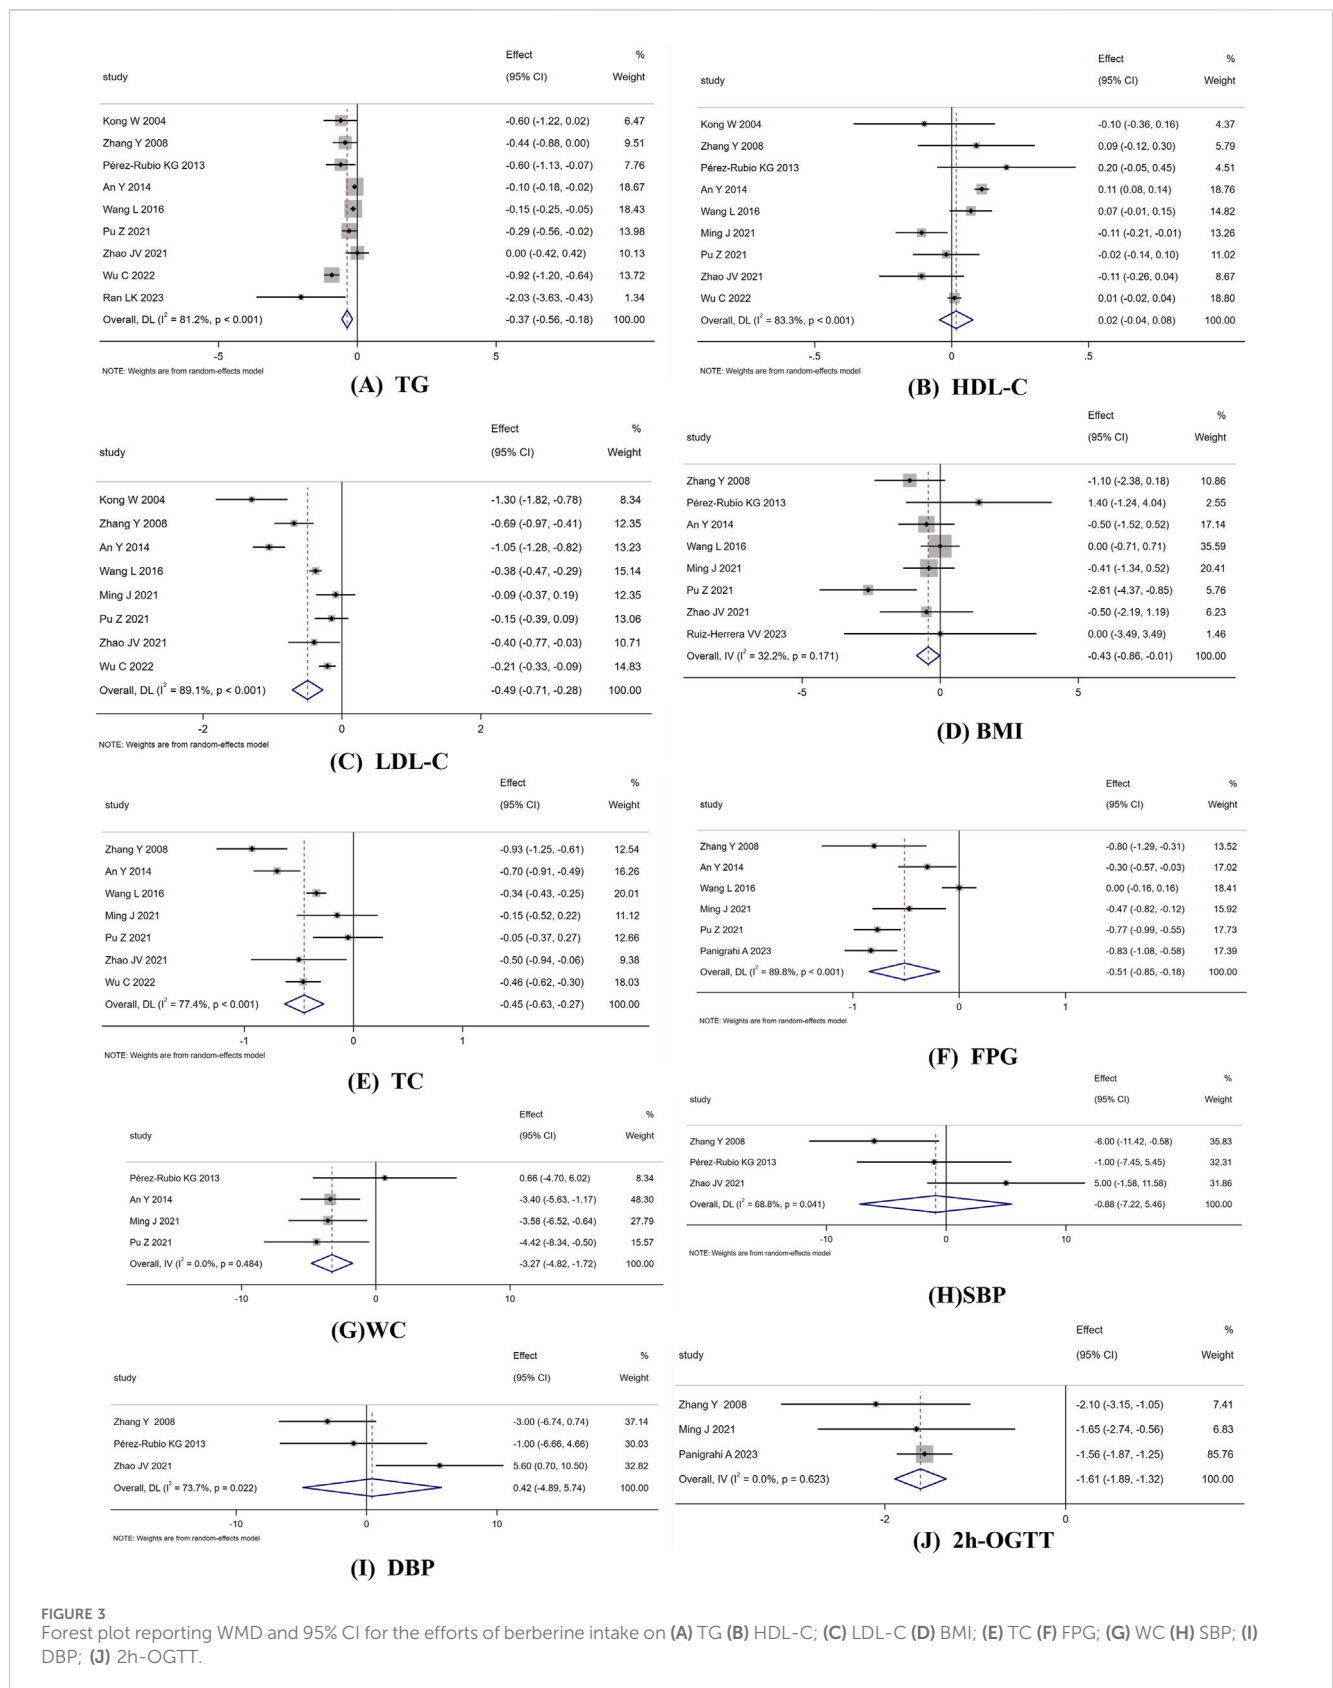 Effect %
study (95% CI) Weight
Kong W 2004 -0.60 (-1.22, 0.02) 6.47
Zhang Y 2008 -0.44 (-0.88, 0.00) 9.51
Pérez-Rubio KG 2013 -0.60 (-1.13, -0.07) 7.76
An Y 2014 -0.10 (-0.18, -0.02) 18.67
Wang L 2016 -0.15 (-0.25, -0.05) 18.43
Pu Z 2021 -0.29 (-0.56, -0.02) 13.98
Zhao JV 2021 0.00 (-0.42, 0.42) 10.13
Wu C 2022 -0.92 (-1.20, -0.64) 13.72
Ran LK 2023 -2.03 (-3.63, -0.43) 1.34
Overall, DL (I² = 81.2%, p < 0.001) -0.37 (-0.56, -0.18) 100.00
-5 0 5
NOTE: Weights are from random-effects model
(A) TG
Effect %
study (95% CI) Weight
Kong W 2004 -0.10 (-0.36, 0.16) 4.37
Zhang Y 2008 0.09 (-0.12, 0.30) 5.79
Pérez-Rubio KG 2013 0.20 (-0.05, 0.45) 4.51
An Y 2014 0.11 (0.08, 0.14) 18.76
Wang L 2016 0.07 (-0.01, 0.15) 14.82
Ming J 2021 -0.11 (-0.21, -0.01) 13.26
Pu Z 2021 -0.02 (-0.14, 0.10) 11.02
Zhao JV 2021 -0.11 (-0.26, 0.04) 8.67
Wu C 2022 0.01 (-0.02, 0.04) 18.80
Overall, DL (I² = 83.3%, p < 0.001) 0.02 (-0.04, 0.08) 100.00
-.5 0 .5
NOTE: Weights are from random-effects model
(B) HDL-C
Effect %
study (95% CI) Weight
Kong W 2004 -1.30 (-1.82, -0.78) 8.34
Zhang Y 2008 -0.69 (-0.97, -0.41) 12.35
An Y 2014 -1.05 (-1.28, -0.82) 13.23
Wang L 2016 -0.38 (-0.47, -0.29) 15.14
Ming J 2021 -0.09 (-0.37, 0.19) 12.35
Pu Z 2021 -0.15 (-0.39, 0.09) 13.06
Zhao JV 2021 -0.40 (-0.77, -0.03) 10.71
Wu C 2022 -0.21 (-0.33, -0.09) 14.83
Overall, DL (I² = 89.1%, p < 0.001) -0.49 (-0.71, -0.28) 100.00
-2 0 2
NOTE: Weights are from random-effects model
(C) LDL-C
Effect %
study (95% CI) Weight
Zhang Y 2008 -1.10 (-2.38, 0.18) 10.86
Pérez-Rubio KG 2013 1.40 (-1.24, 4.04) 2.55
An Y 2014 -0.50 (-1.52, 0.52) 17.14
Wang L 2016 0.00 (-0.71, 0.71) 35.59
Ming J 2021 -0.41 (-1.34, 0.52) 20.41
Pu Z 2021 -2.61 (-4.37, -0.85) 5.76
Zhao JV 2021 -0.50 (-2.19, 1.19) 6.23
Ruiz-Herrera VV 2023 0.00 (-3.49, 3.49) 1.46
Overall, IV (I² = 32.2%, p = 0.171) -0.43 (-0.86, -0.01) 100.00
-5 0 5
(D) BMI
Effect %
study (95% CI) Weight
Zhang Y 2008 -0.93 (-1.25, -0.61) 12.54
An Y 2014 -0.70 (-0.91, -0.49) 16.26
Wang L 2016 -0.34 (-0.43, -0.25) 20.01
Ming J 2021 -0.15 (-0.52, 0.22) 11.12
Pu Z 2021 -0.05 (-0.37, 0.27) 12.66
Zhao JV 2021 -0.50 (-0.94, -0.06) 9.38
Wu C 2022 -0.46 (-0.62, -0.30) 18.03
Overall, DL (I² = 77.4%, p < 0.001) -0.45 (-0.63, -0.27) 100.00
-1 0 1
NOTE: Weights are from random-effects model
(E) TC
Effect %
study (95% CI) Weight
Zhang Y 2008 -0.80 (-1.29, -0.31) 13.52
An Y 2014 -0.30 (-0.57, -0.03) 17.02
Wang L 2016 0.00 (-0.16, 0.16) 18.41
Ming J 2021 -0.47 (-0.82, -0.12) 15.92
Pu Z 2021 -0.77 (-0.99, -0.55) 17.73
Panigrahi A 2023 -0.83 (-1.08, -0.58) 17.39
Overall, DL (I² = 89.8%, p < 0.001) -0.51 (-0.85, -0.18) 100.00
-1 0 1
NOTE: Weights are from random-effects model
(F) FPG
Effect %
study (95% CI) Weight
Pérez-Rubio KG 2013 0.66 (-4.70, 6.02) 8.34
An Y 2014 -3.40 (-5.63, -1.17) 48.30
Ming J 2021 -3.58 (-6.52, -0.64) 27.79
Pu Z 2021 -4.42 (-8.34, -0.50) 15.57
Overall, IV (I² = 0.0%, p = 0.484) -3.27 (-4.82, -1.72) 100.00
-10 0 10
(G)WC
Effect %
study (95% CI) Weight
Zhang Y 2008 -6.00 (-11.42, -0.58) 35.83
Pérez-Rubio KG 2013 -1.00 (-7.45, 5.45) 32.31
Zhao JV 2021 5.00 (-1.58, 11.58) 31.86
Overall, DL (I² = 68.8%, p = 0.041) -0.88 (-7.22, 5.46) 100.00
-10 0 10
NOTE: Weights are from random-effects model
(H)SBP
Effect %
study (95% CI) Weight
Zhang Y 2008 -3.00 (-6.74, 0.74) 37.14
Pérez-Rubio KG 2013 -1.00 (-6.66, 4.66) 30.03
Zhao JV 2021 5.60 (0.70, 10.50) 32.82
Overall, DL (I² = 73.7%, p = 0.022) 0.42 (-4.89, 5.74) 100.00
-10 0 10
NOTE: Weights are from random-effects model
(I) DBP
Effect %
study (95% CI) Weight
Zhang Y 2008 -2.10 (-3.15, -1.05) 7.41
Ming J 2021 -1.65 (-2.74, -0.56) 6.83
Panigrahi A 2023 -1.56 (-1.87, -1.25) 85.76
Overall, IV (I² = 0.0%, p = 0.623) -1.61 (-1.89, -1.32) 100.00
-2 0
(J) 2h-OGTT
FIGURE 3
Forest plot reporting WMD and 95% CI for the efforts of berberine intake on (A) TG (B) HDL-C; (C) LDL-C (D) BMI; (E) TC (F) FPG; (G) WC (H) SBP; (I)
DBP; (J) 2h-OGTT.